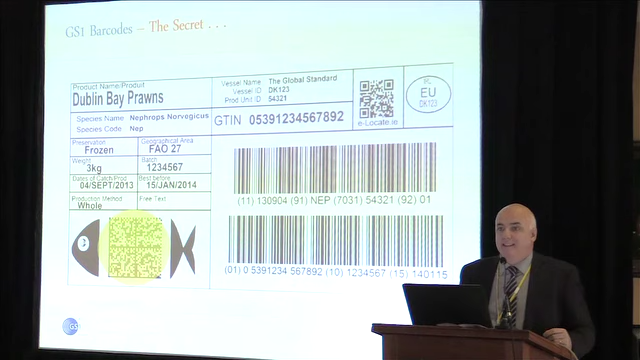 GS1 Barcodes – The Secret . . .
Product Name/Produit
Dublin Bay Prawns
Vessel Name The Global Standard
Vessel ID DK123
Prod Unit ID 54321
EU
DK123
Species Name Nephrops Norvegicus
Species Code Nep
GTIN 05391234567892
e-Locate.ie
Preservation
Frozen
Geographical Area
FAO 27
Weight
3kg
Batch
1234567
Dates of Catch/Prod
04/SEPT/2013
Best before
15/JAN/2014
Production Method
Whole
Free Text
(11) 130904 (91) NEP (7031) 54321 (92) 01
(01) 0 5391234 567892 (10) 1234567 (15) 140115
GS1